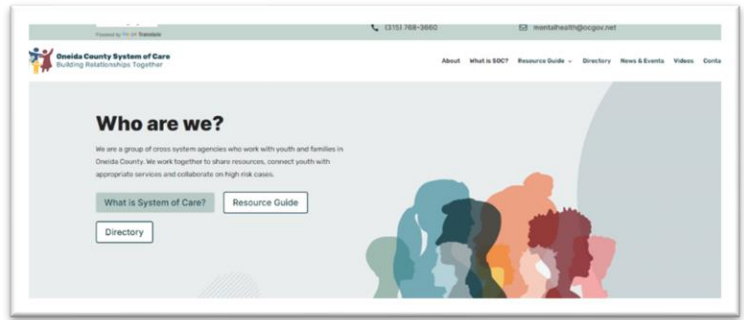 Powered by Translate
(315) 768-3660
mentalhealth@ocgov.net
Oneida County System of Care
Building Relationships Together
About What is SOC? Resource Guide Directory News & Events Videos Conta
Who are we?
We are a group of cross system agencies who work with youth and families in
Oneida County. We work together to share resources, connect youth with
appropriate services and collaborate on high risk cases.
What is System of Care?
Resource Guide
Directory